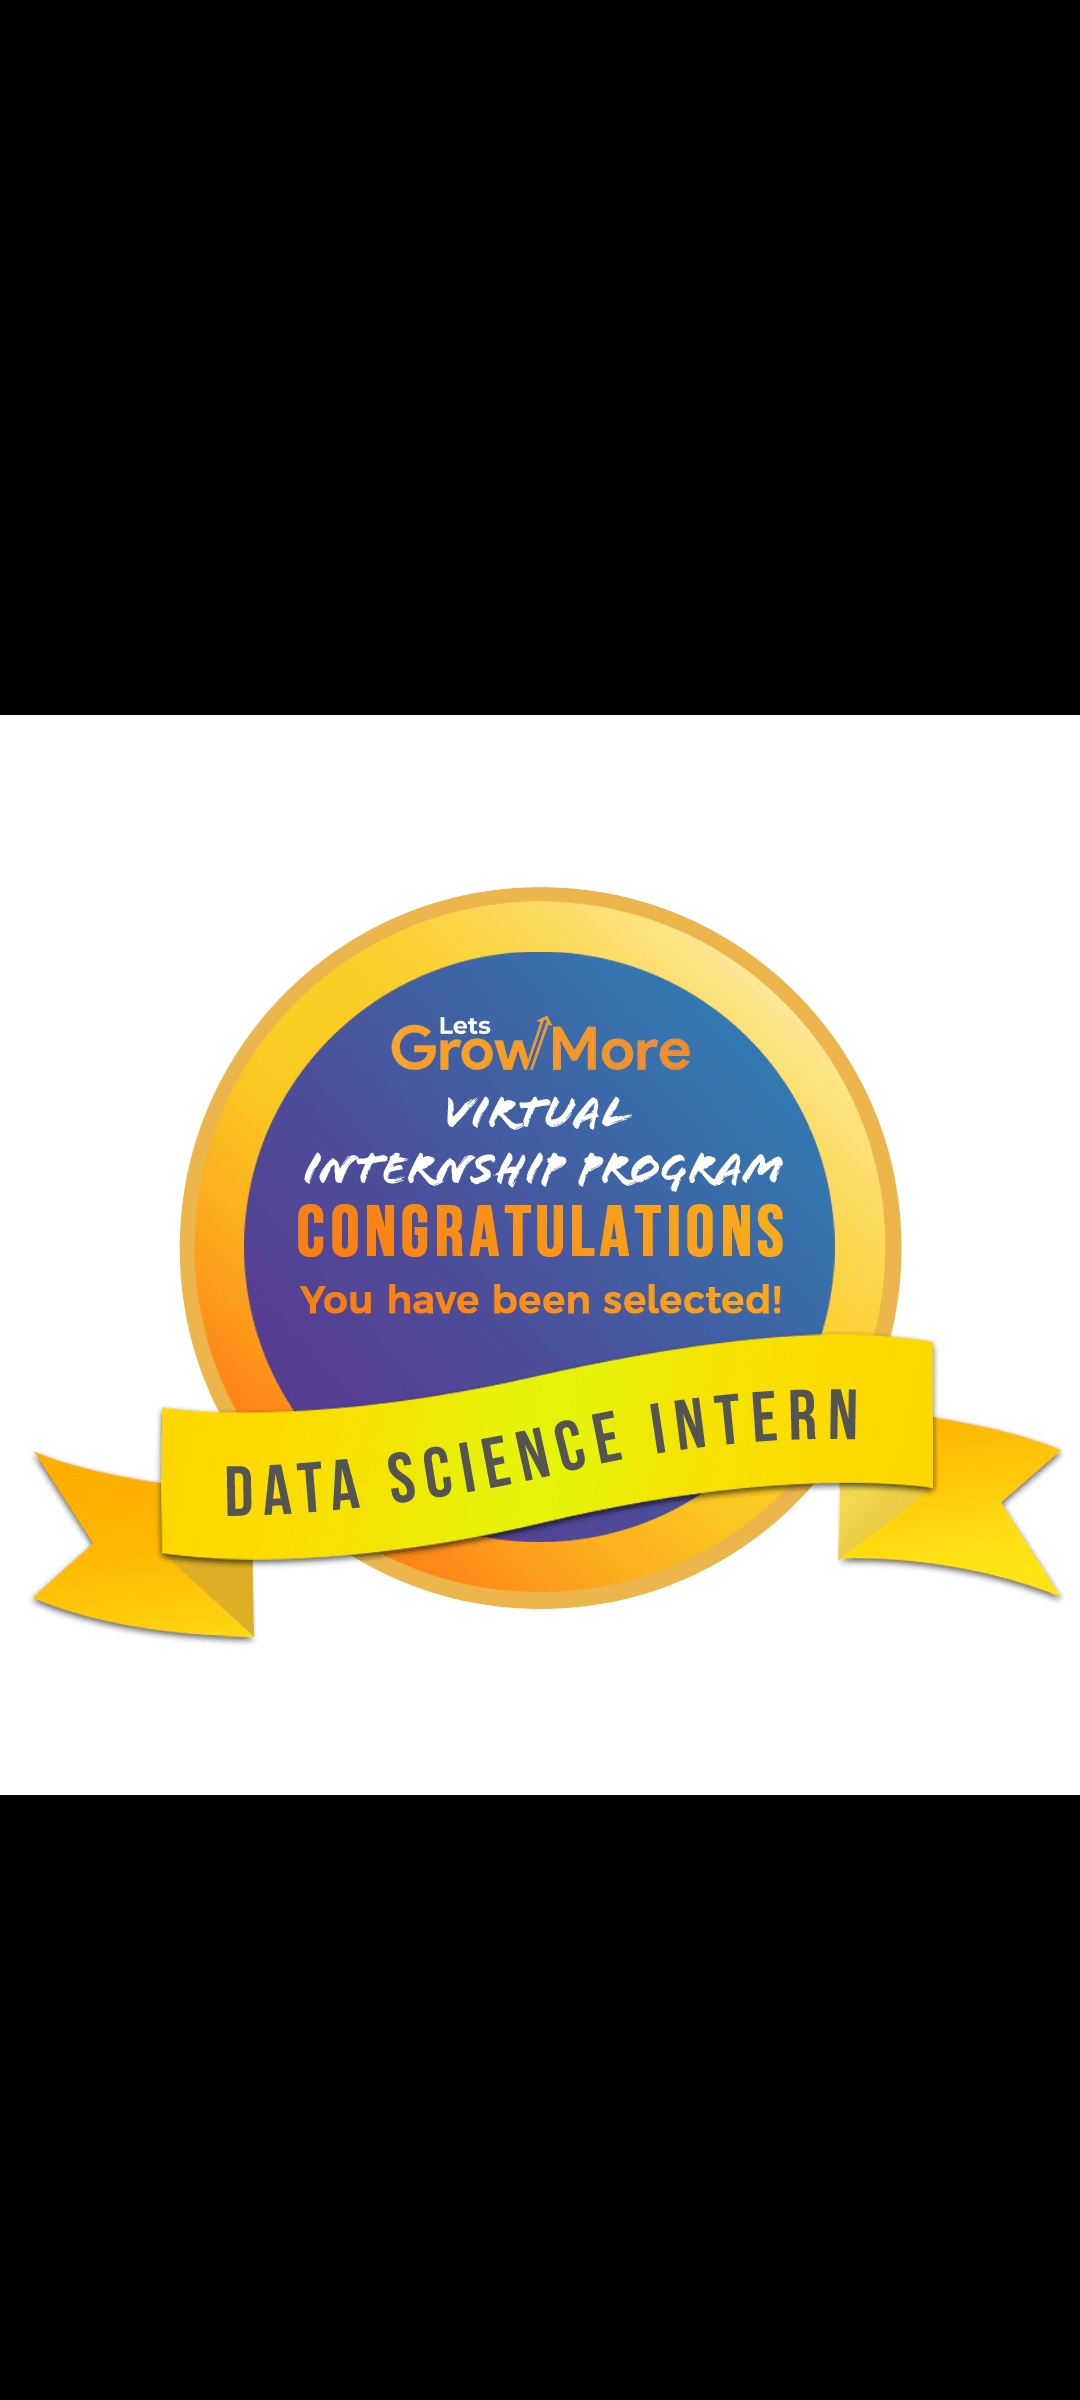 Lets
GrowMore
VIRTUAL
INTERNSHIP PROGRAM
CONGRATULATIONS
You have been selected!
DATA SCIENCE INTERN